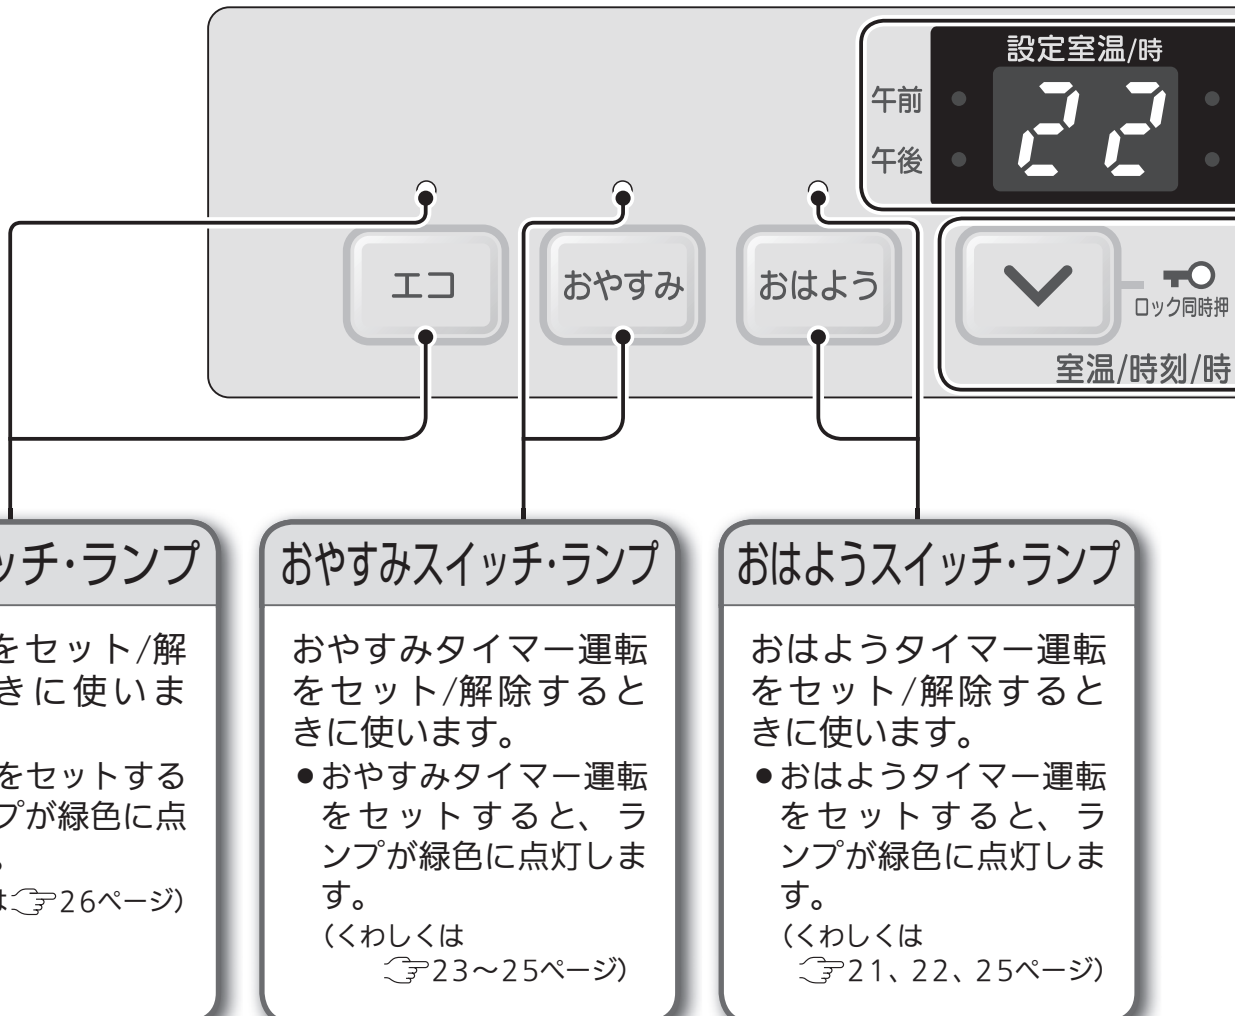 設定室温/時
午前
22
午後
エコ
おやすみ
おはよう
ロック同時押
室温/時刻/時
ッチ・ランプ
をセット/解
きに使いま
をセットする
プが緑色に点
。
は☞26ページ)
おやすみスイッチ・ランプ
おやすみタイマー運転
をセット/解除すると
きに使います。
●おやすみタイマー運転
をセットすると、ラ
ンプが緑色に点灯しま
す。
(くわしくは
☞23～25ページ)
おはようスイッチ・ランプ
おはようタイマー運転
をセット/解除すると
きに使います。
●おはようタイマー運転
をセットすると、ラ
ンプが緑色に点灯しま
す。
(くわしくは
☞21、22、25ページ)